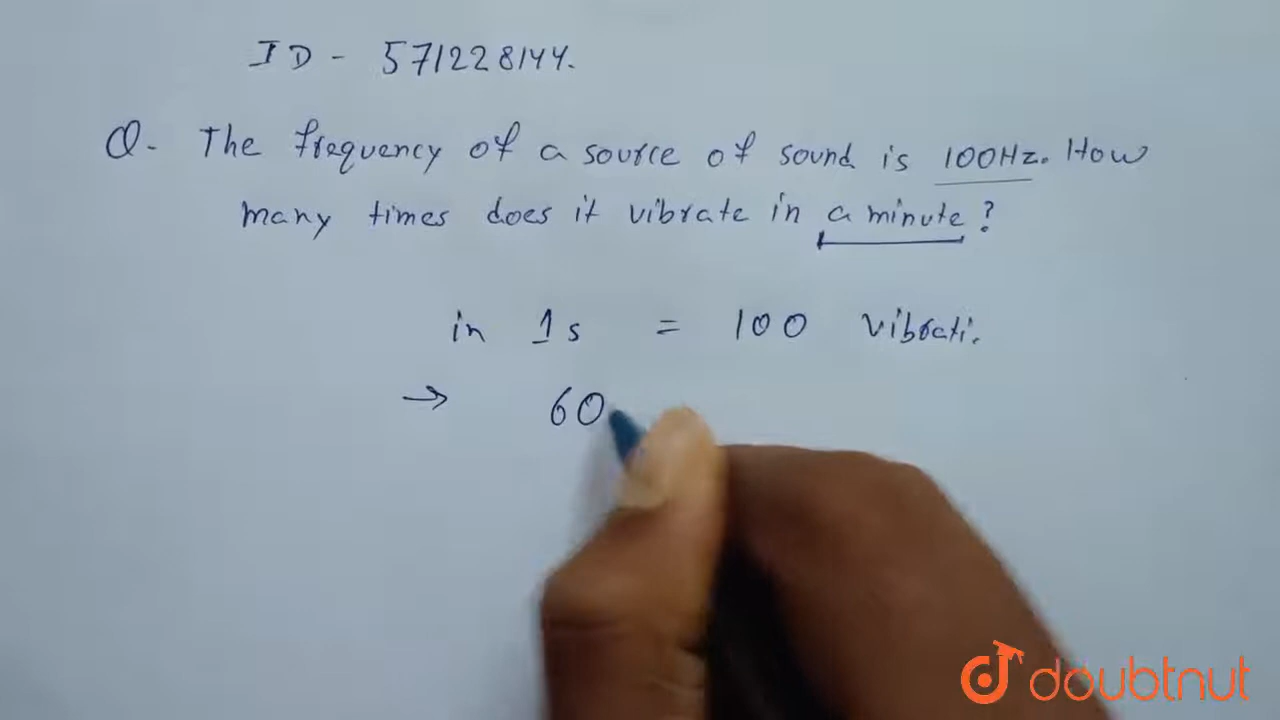 ID - 571228144.
Q. The frequency of a source of sound is 100Hz. How
many times does it vibrate in a minute?
in 1s = 100 vibrati.
→ 60
doubtnut